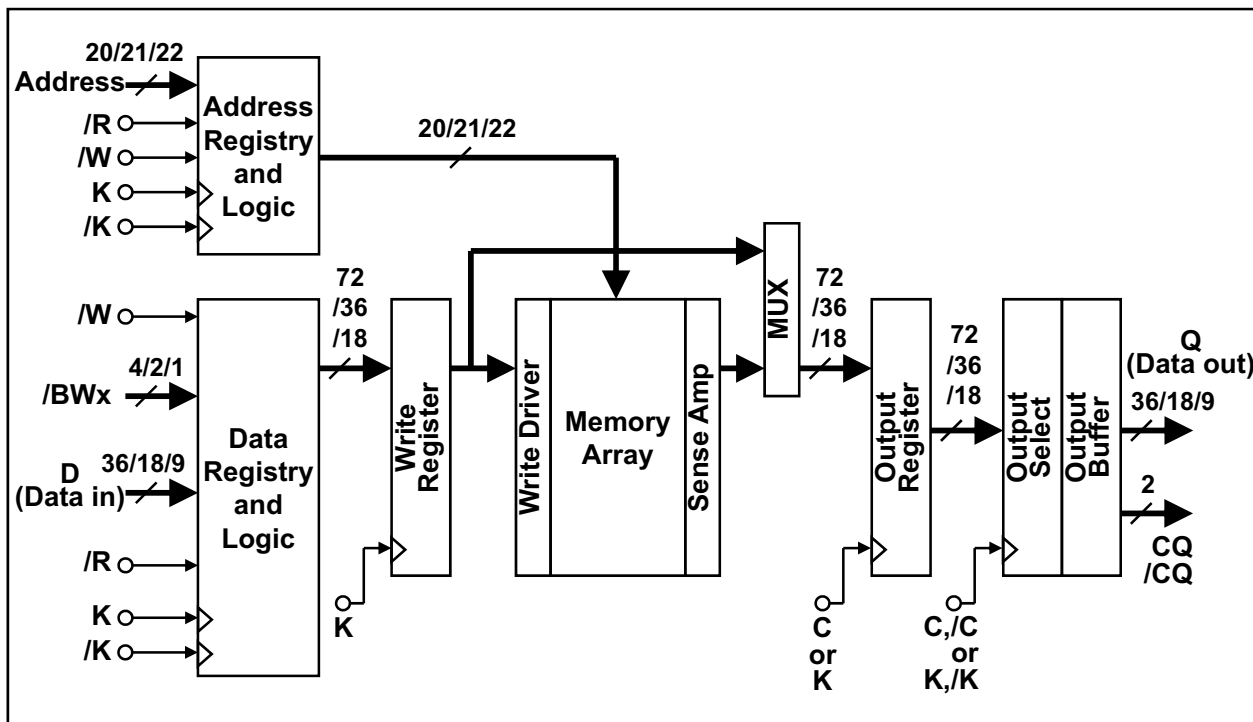 20/21/22
Address
/R
/W
K
/K
Address
Registry
and
Logic
20/21/22
/W
4/2/1
/BWx
36/18/9
D
(Data in)
/R
K
/K
Data
Registry
and
Logic
72
/36
/18
Write
Register
K
Write Driver
Memory
Array
Sense Amp
MUX
72
/36
/18
Output
Register
C
or
K
72
/36
/18
Output
Select
C,/C
or
K,/K
Output
Buffer
Q
(Data out)
36/18/9
2
CQ
/CQ